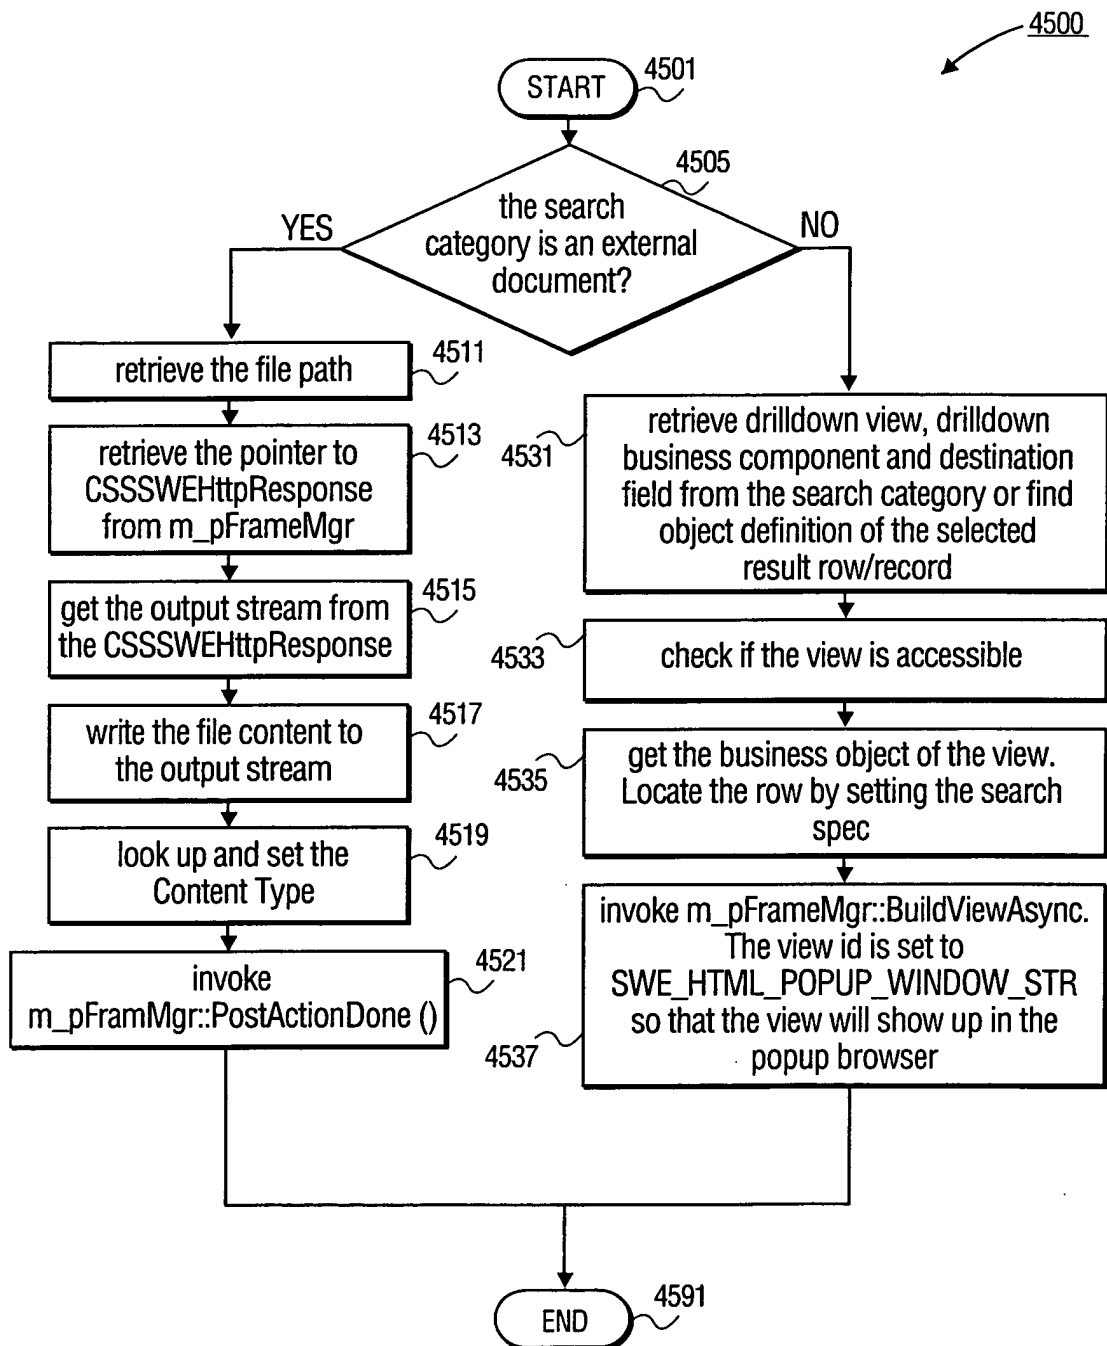 4500
START
4501
4505
the search
category is an external
document?
YES
NO
retrieve the file path
4511
retrieve the pointer to
CSSSWEHttpResponse
from m_pFrameMgr
4513
get the output stream from
the CSSSWEHttpResponse
4515
write the file content to
the output stream
4517
look up and set the
Content Type
4519
invoke
m_pFramMgr::PostActionDone ()
4521
retrieve drilldown view, drilldown
business component and destination
field from the search category or find
object definition of the selected
result row/record
4531
check if the view is accessible
4533
get the business object of the view.
Locate the row by setting the search
spec
4535
invoke m_pFrameMgr::BuildViewAsync.
The view id is set to
SWE_HTML_POPUP_WINDOW_STR
so that the view will show up in the
popup browser
4537
END
4591